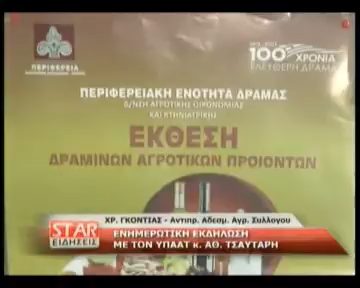 ΠΕΡΙΦΕΡΕΙΑ
100 ΧΡΟΝΙΑ
ΕΛΕΥΘΕΡΗ ΔΡΑΜΑ
ΠΕΡΙΦΕΡΕΙΑΚΗ ΕΝΟΤΗΤΑ ΔΡΑΜΑΣ
Δ/ΝΣΗ ΑΓΡΟΤΙΚΗΣ ΟΙΚΟΝΟΜΙΑΣ
ΚΑΙ ΚΤΗΝΙΑΤΡΙΚΗΣ
ΕΚΘΕΣΗ
ΔΡΑΜΙΝΩΝ ΑΓΡΟΤΙΚΩΝ ΠΡΟΙΟΝΤΩΝ
ΧΡ. ΓΚΟΝΤΙΑΣ - Αντιπρ. Αδεσμ. Αγρ. Συλλογου
STAR
ΕΙΔΗΣΕΙΣ
ΕΝΗΜΕΡΩΤΙΚΗ ΕΚΔΗΛΩΣΗ
ΜΕ ΤΟΝ ΥΠΑΑΤ κ. ΑΘ. ΤΣΑΥΤΑΡΗ